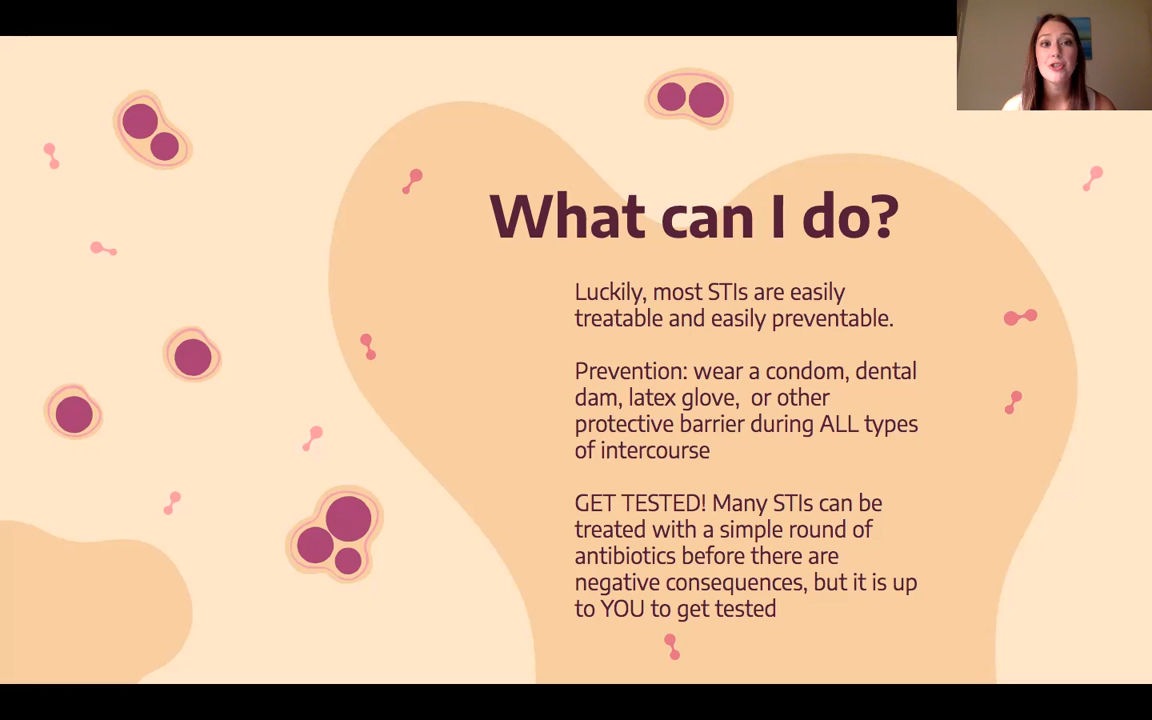 What can I do?
Luckily, most STIs are easily
treatable and easily preventable.
Prevention: wear a condom, dental
dam, latex glove,  or other
protective barrier during ALL types
of intercourse
GET TESTED! Many STIs can be
treated with a simple round of
antibiotics before there are
negative consequences, but it is up
to YOU to get tested